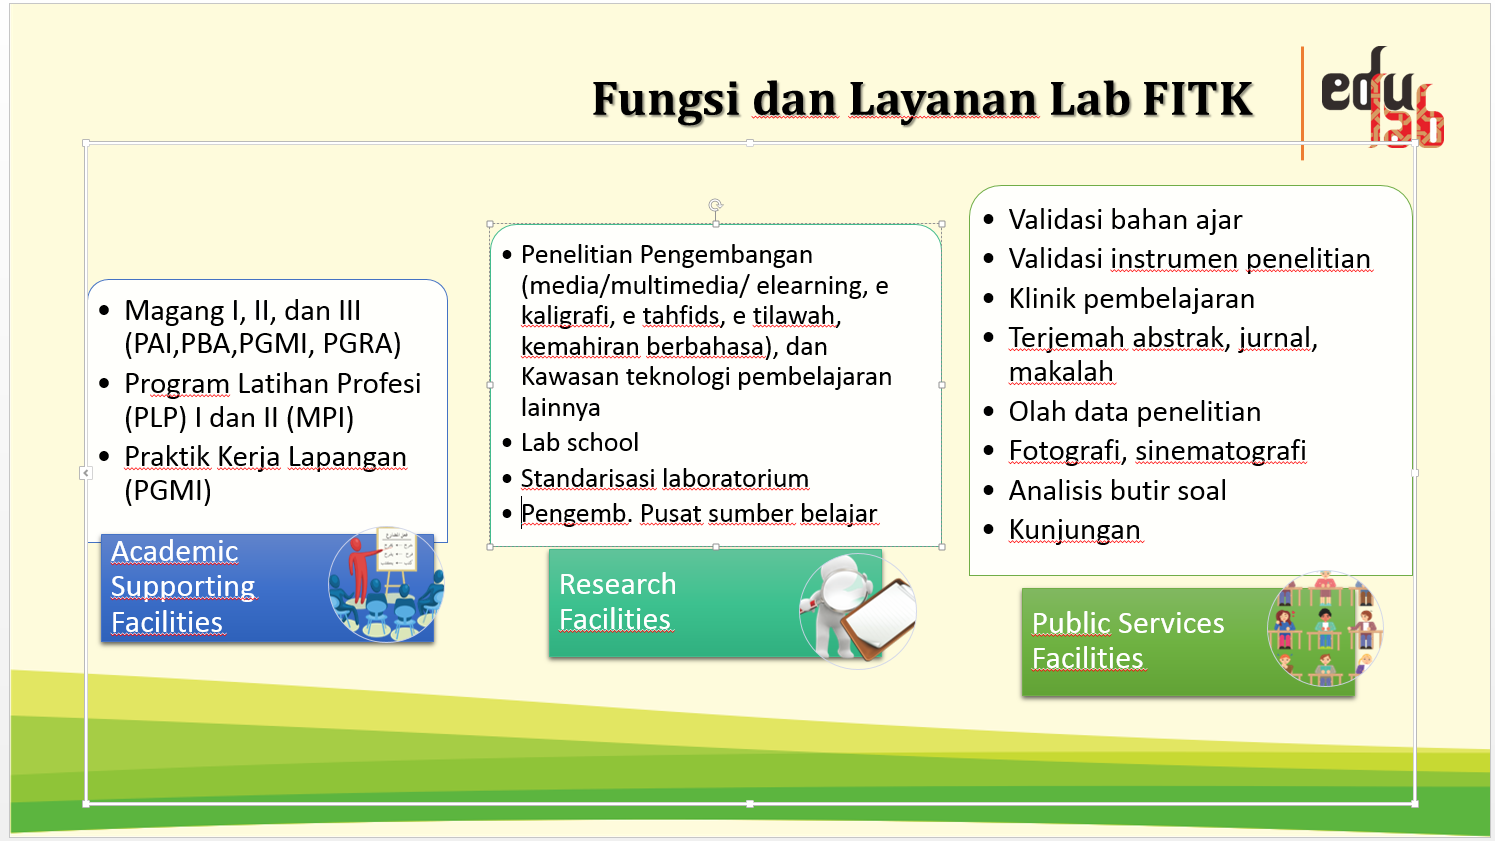 Fungsi dan Layanan Lab FITK
edu
lab
• Magang I, II, dan III
(PAI,PBA,PGMI, PGRA)
• Program Latihan Profesi
(PLP) I dan II (MPI)
• Praktik Kerja Lapangan
(PGMI)
Academic
Supporting
Facilities
• Penelitian Pengembangan
(media/multimedia/ elearning, e
kaligrafi, e tahfids, e tilawah,
kemahiran berbahasa), dan
Kawasan teknologi pembelajaran
lainnya
• Lab school
• Standarisasi laboratorium
• Pengemb. Pusat sumber belajar
Research
Facilities
• Validasi bahan ajar
• Validasi instrumen penelitian
• Klinik pembelajaran
• Terjemah abstrak, jurnal,
makalah
• Olah data penelitian
• Fotografi, sinematografi
• Analisis butir soal
• Kunjungan
Public Services
Facilities